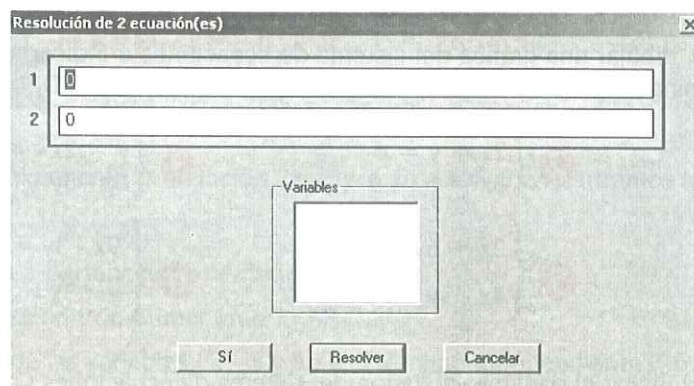 Resolución de 2 ecuación(es)
1 0
2 0
Variables
Sí Resolver Cancelar